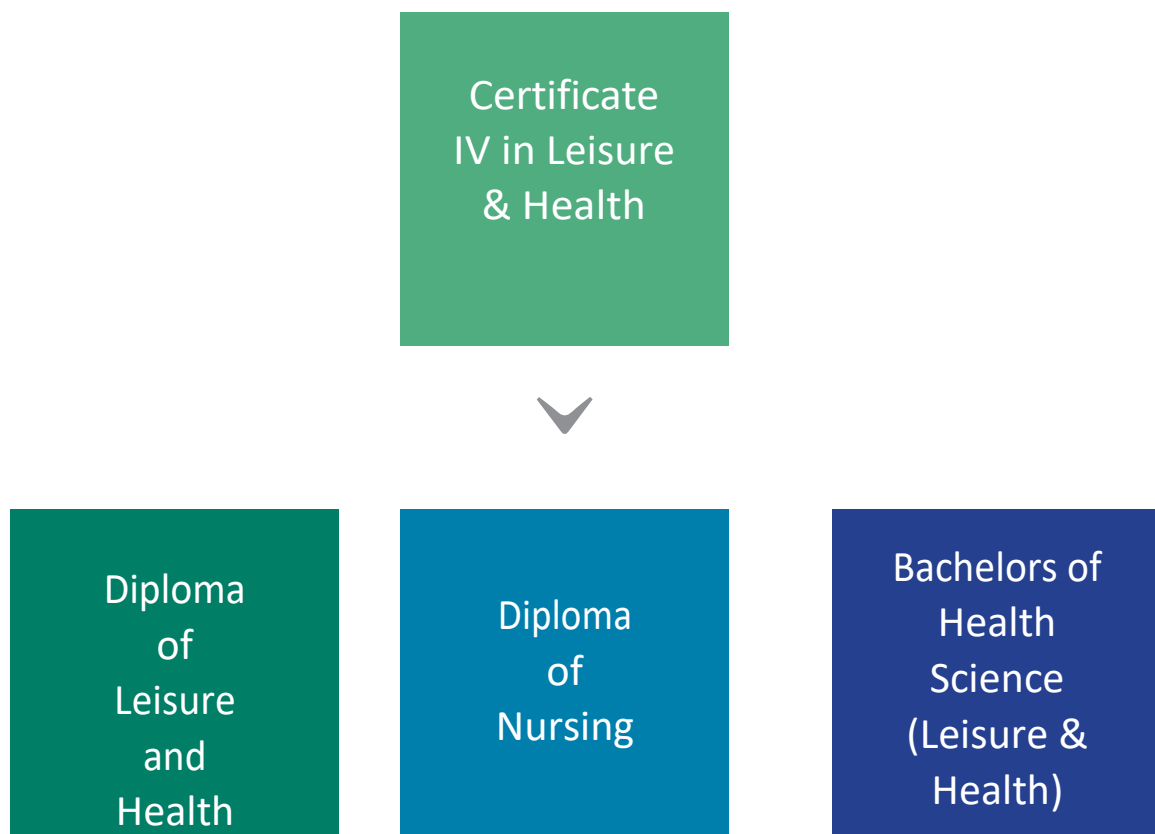 Certificate
IV in Leisure
& Health
Diploma
of
Leisure
and
Health
Diploma
of
Nursing
Bachelors of
Health
Science
(Leisure &
Health)